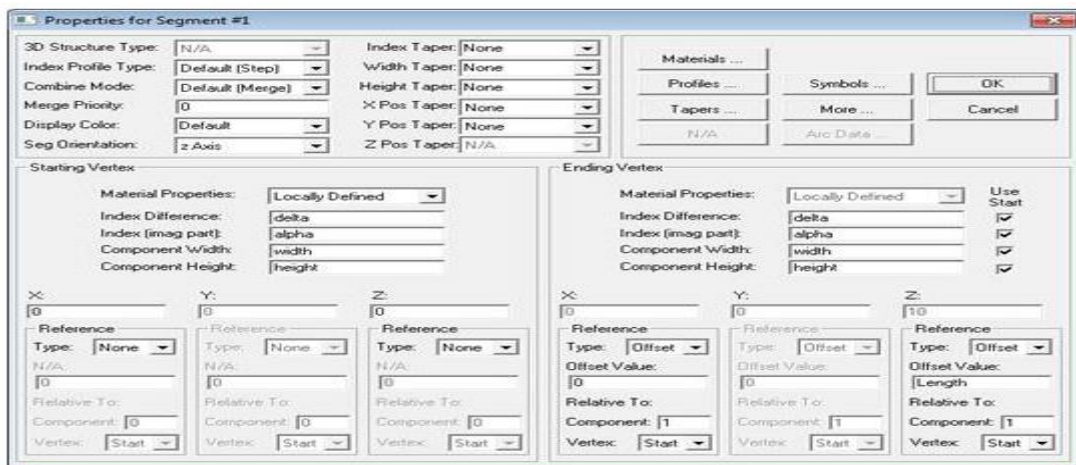 Properties for Segment #1
3D Structure Type: N/A
Index Profile Type: Default (Step)
Combine Mode: Default (Merge)
Merge Priority: 0
Display Color: Default
Seg Orientation: z Axis
Index Taper: None
Width Taper: None
Height Taper: None
X Pos Taper: None
Y Pos Taper: None
Z Pos Taper: N/A
Materials ...
Profiles ... Symbols ... OK
Tapers ... More ... Cancel
N/A Arc Data ...
Starting Vertex
Material Properties: Locally Defined
Index Difference: delta
Index (imag part): alpha
Component Width: width
Component Height: height
X: Y: Z:
0 0 0
Reference Reference Reference
Type: None Type: None Type: None
N/A: N/A: N/A:
0 0 0
Relative To: Relative To: Relative To:
Component: 0 Component: 0 Component: 0
Vertex: Start Vertex: Start Vertex: Start
Ending Vertex
Material Properties: Locally Defined Use Start
Index Difference: delta
Index (imag part): alpha
Component Width: width
Component Height: height
X: Y: Z:
0 0 10
Reference Reference Reference
Type: Offset Type: Offset Type: Offset
Offset Value: Offset Value: Offset Value:
0 0 Length
Relative To: Relative To: Relative To:
Component: 1 Component: 1 Component: 1
Vertex: Start Vertex: Start Vertex: Start